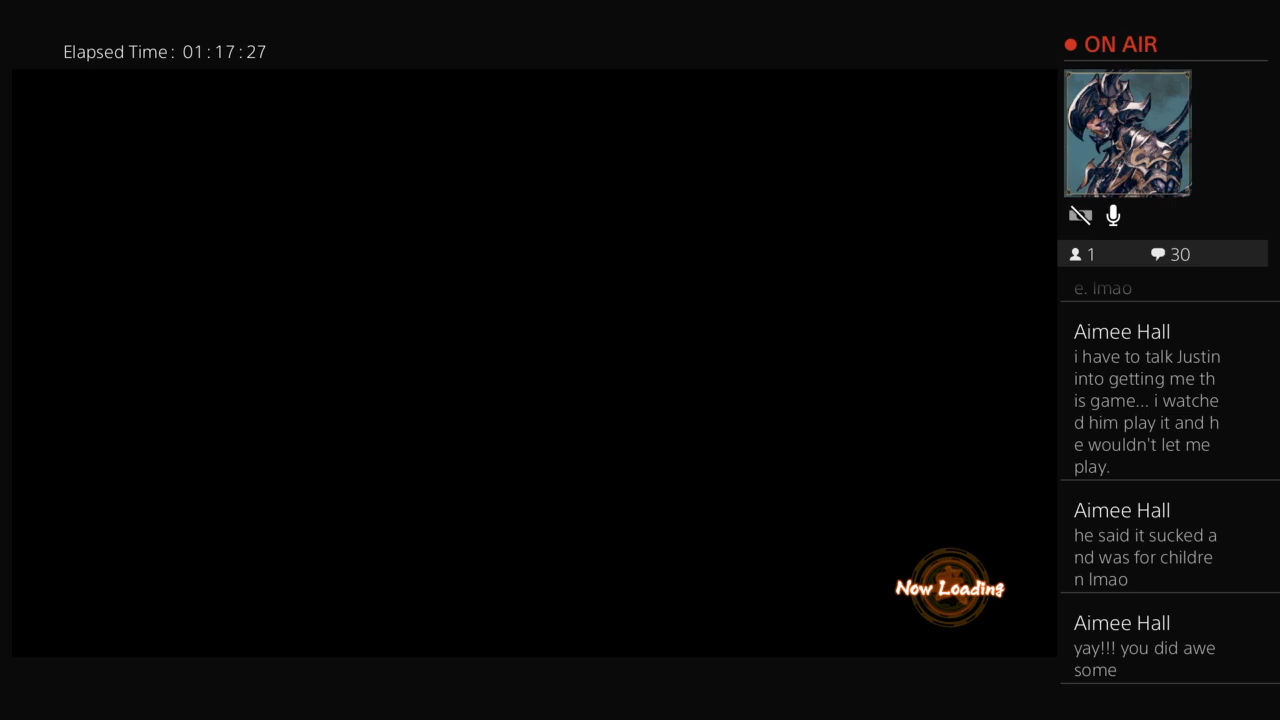 Elapsed Time: 01:17:27
ON AIR
1 30
e. lmao
Aimee Hall
i have to talk Justin
into getting me th
is game... i watche
d him play it and h
e wouldn't let me
play.
Aimee Hall
he said it sucked a
nd was for childre
n lmao
Aimee Hall
yay!!! you did awe
some
Now Loading